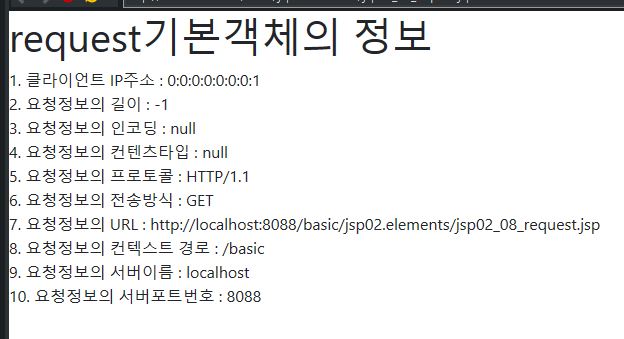 request기본객체의 정보
1. 클라이언트 IP주소 : 0:0:0:0:0:0:0:1
2. 요청정보의 길이 : -1
3. 요청정보의 인코딩 : null
4. 요청정보의 컨텐츠타입 : null
5. 요청정보의 프로토콜 : HTTP/1.1
6. 요청정보의 전송방식 : GET
7. 요청정보의 URL : http://localhost:8088/basic/jsp02.elements/jsp02_08_request.jsp
8. 요청정보의 컨텍스트 경로 : /basic
9. 요청정보의 서버이름 : localhost
10. 요청정보의 서버포트번호 : 8088